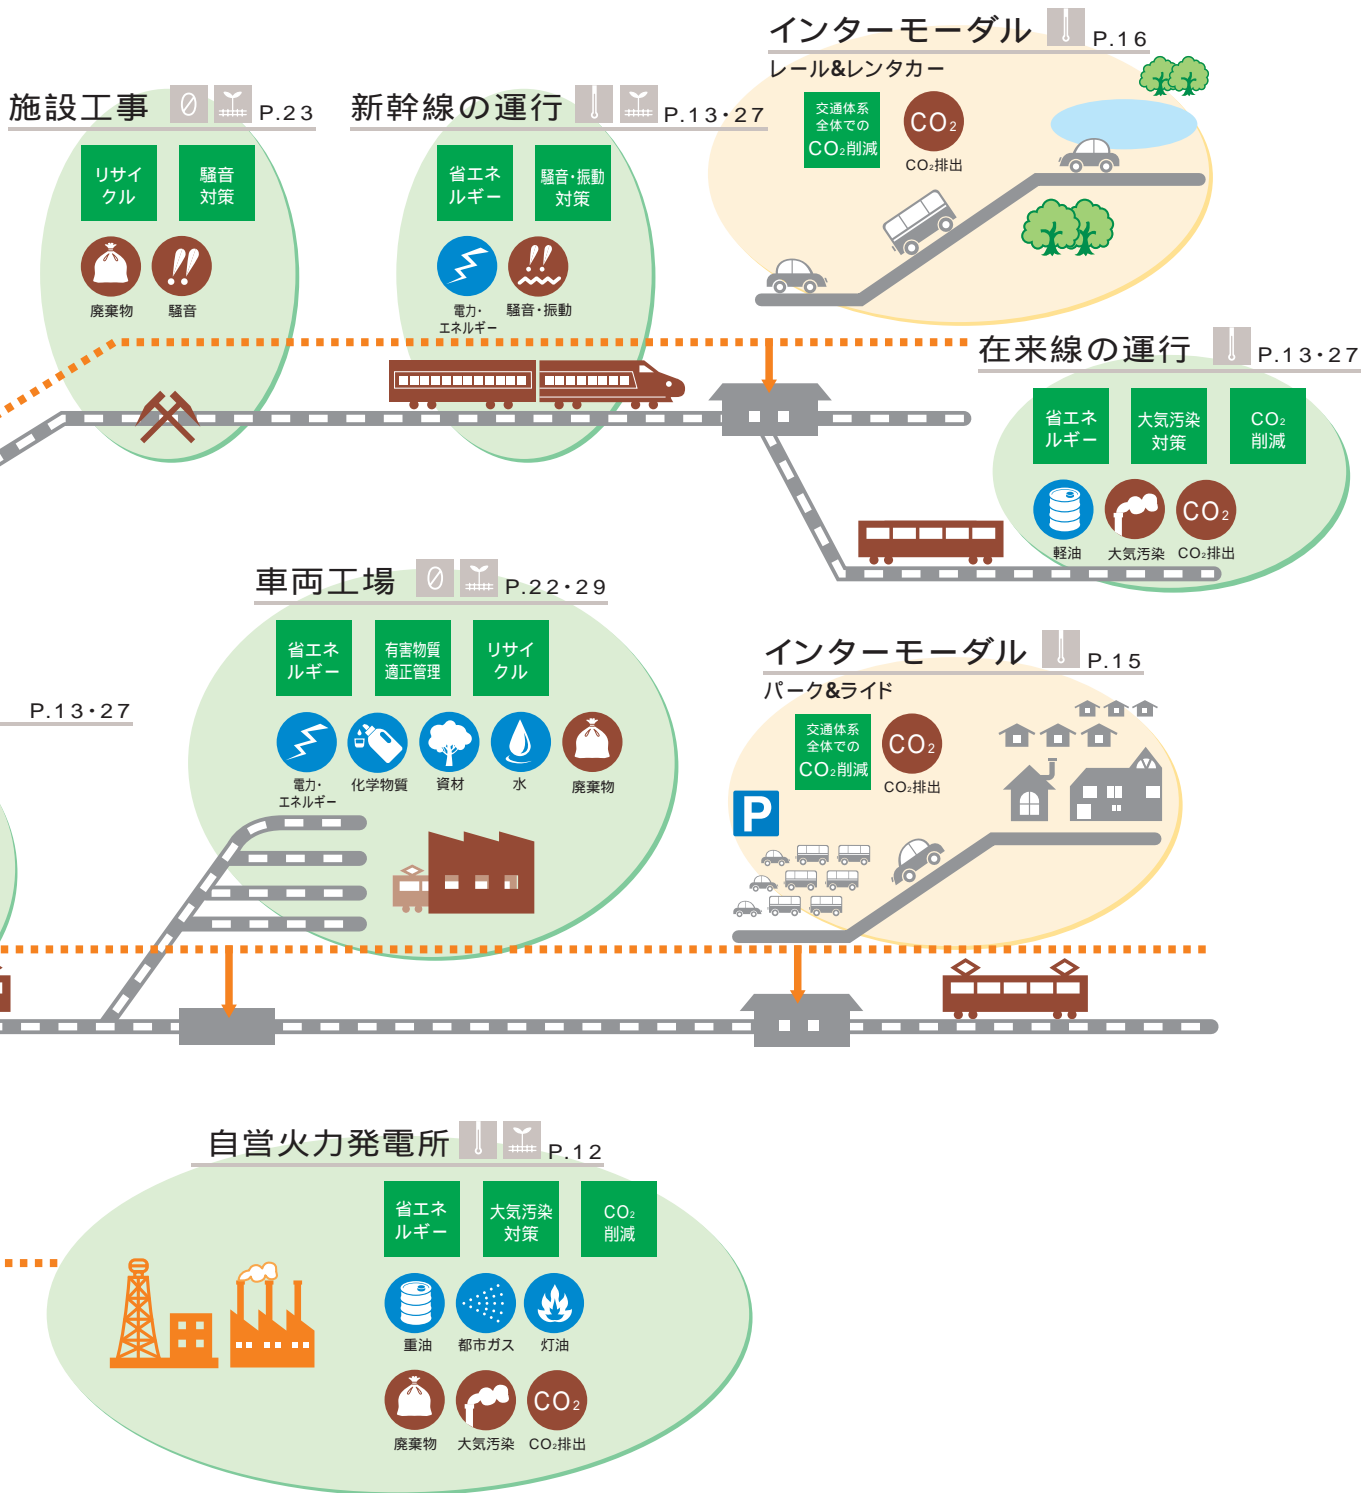 インターモーダル P.16
レール&レンタカー
交通体系
全体での
CO₂削減
CO₂
CO₂排出
施設工事 P.23
リサイ
クル
騒音
対策
廃棄物
騒音
新幹線の運行 P.13・27
省エネ
ルギー
騒音・振動
対策
電力・
エネルギー
騒音・振動
在来線の運行 P.13・27
省エネ
ルギー
大気汚染
対策
CO₂
削減
CO₂
軽油
大気汚染
CO₂排出
車両工場 P.22・29
省エネ
ルギー
有害物質
適正管理
リサイ
クル
電力・
エネルギー
化学物質
資材
水
廃棄物
P.13・27
インターモーダル P.15
パーク&ライド
交通体系
全体での
CO₂削減
CO₂
CO₂排出
P
自営火力発電所 P.12
省エネ
ルギー
大気汚染
対策
CO₂
削減
重油
都市ガス
灯油
CO₂
廃棄物
大気汚染
CO₂排出